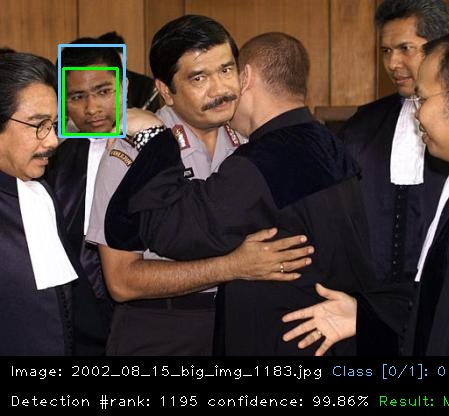 Image: 2002_08_15_big_img_1183.jpg Class [0/1]: 0
Detection #rank: 1195 confidence: 99.86% Result: M